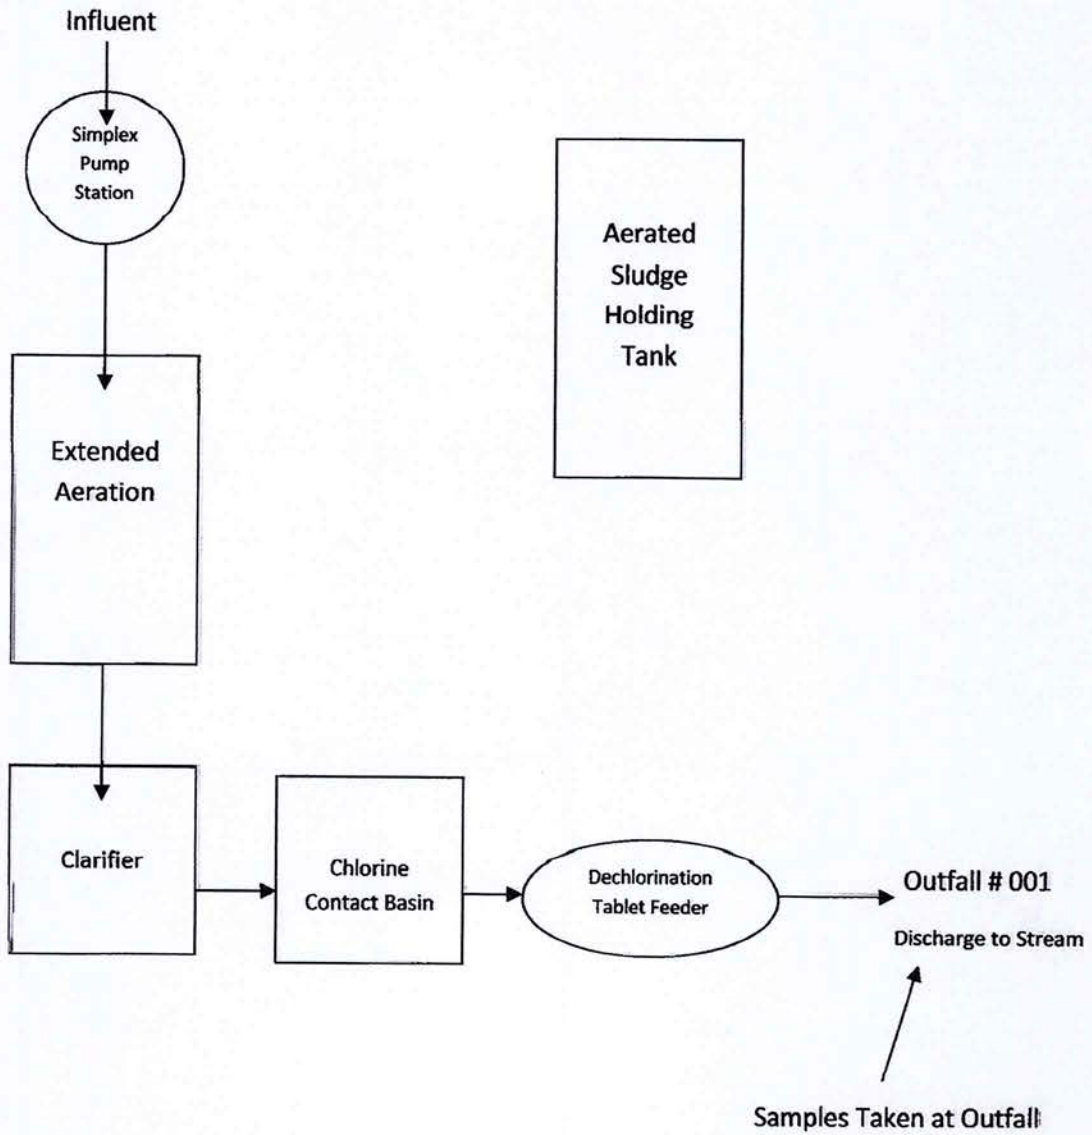 Influent
Simplex
Pump
Station
Aerated
Sludge
Holding
Tank
Extended
Aeration
Clarifier
Chlorine
Contact Basin
Dechlorination
Tablet Feeder
Outfall # 001
Discharge to Stream
Samples Taken at Outfall